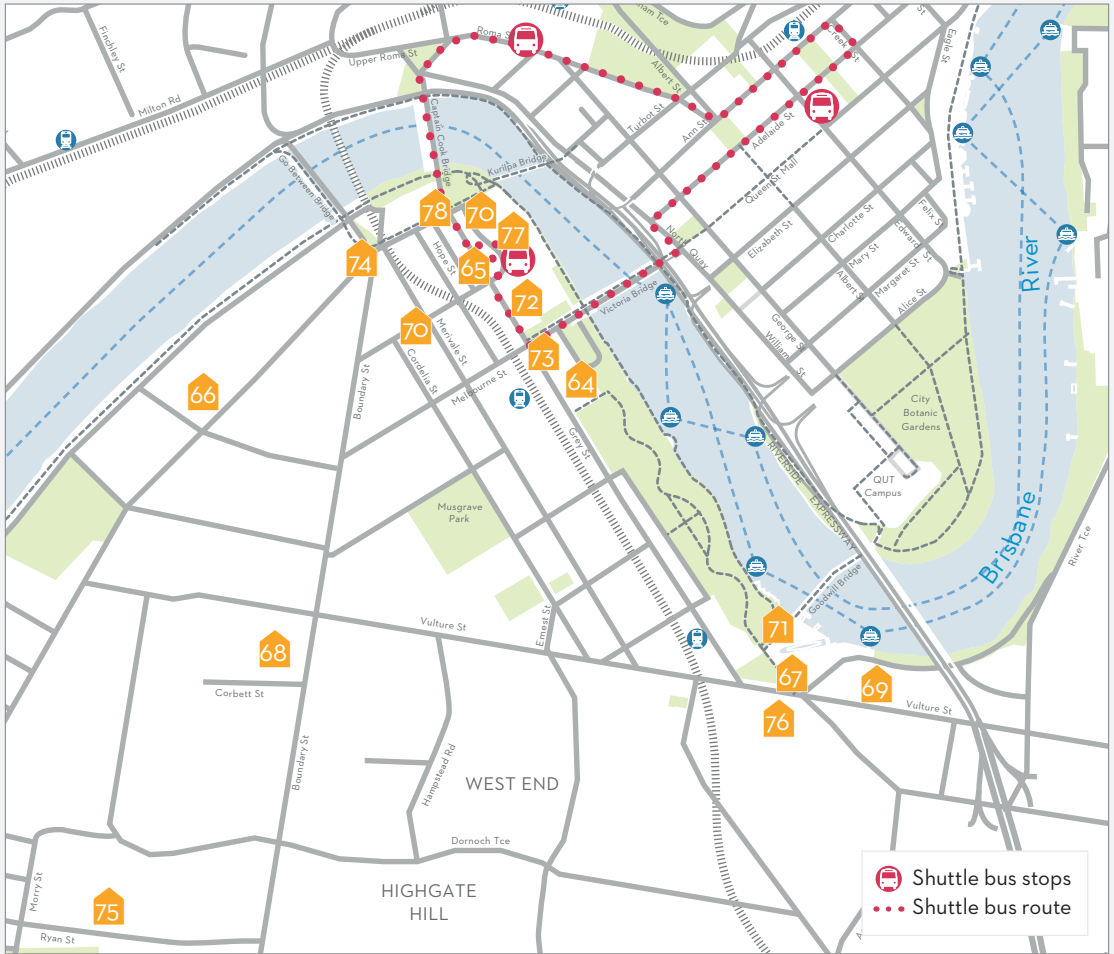 Finchley St
Milton Rd
Upper Roma St
Roma S
Albert St
Turbot St
Ann St
Creek St
Adelaide St
Queen St Mall
Eagle St
Elizabeth St
Charlotte St
Mary St
Albert St
Margaret St
Alice St
Edward St
Felix S
George St
William St
North Quay
Captain Cook Bridge
Kurilpa Bridge
Go Between Bridge
Victoria Bridge
River
Brisbane
78
70
77
74
65
72
70
73
64
66
Hope St
Merivale St
Cordelia St
Melbourne St
Boundary St
Grey St
City
Botanic
Gardens
QUT
Campus
RIVERSIDE EXPRESSWAY
Goodwill Bridge
River Tce
Musgrave
Park
Vulture St
Ernest St
71
67
69
76
Vulture St
68
Corbett St
Boundary St
Hampstead Rd
WEST END
Dornoch Tce
HIGHGATE
HILL
Morry St
75
Ryan St
Shuttle bus stops
Shuttle bus route